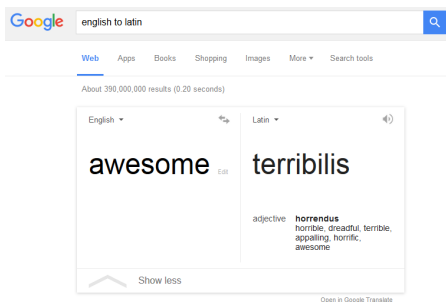 Google english to latin
Web Apps Books Shopping Images More ▾ Search tools
About 390,000,000 results (0.20 seconds)
English ▾ Latin ▾
awesome Edit terribilis
adjective horrendus
horrible, dreadful, terrible,
appalling, horrific,
awesome
Show less
Open in Google Translate